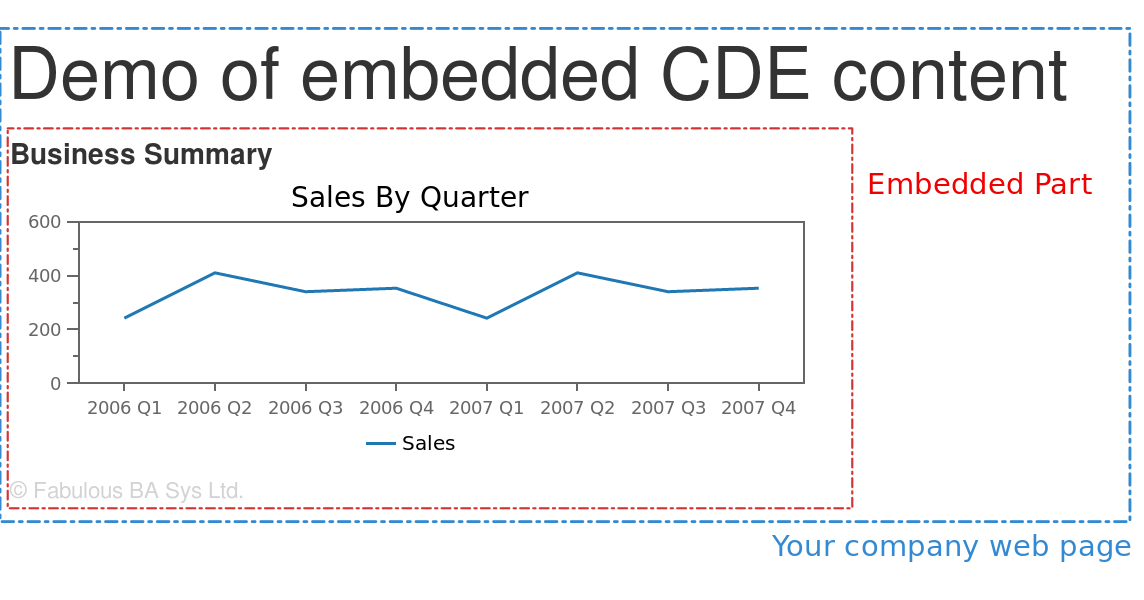 Demo of embedded CDE content
Business Summary
Embedded Part
Sales By Quarter
600
400
200
0
2006 Q1 2006 Q2 2006 Q3 2006 Q4 2007 Q1 2007 Q2 2007 Q3 2007 Q4
Sales
© Fabulous BA Sys Ltd.
Your company web page